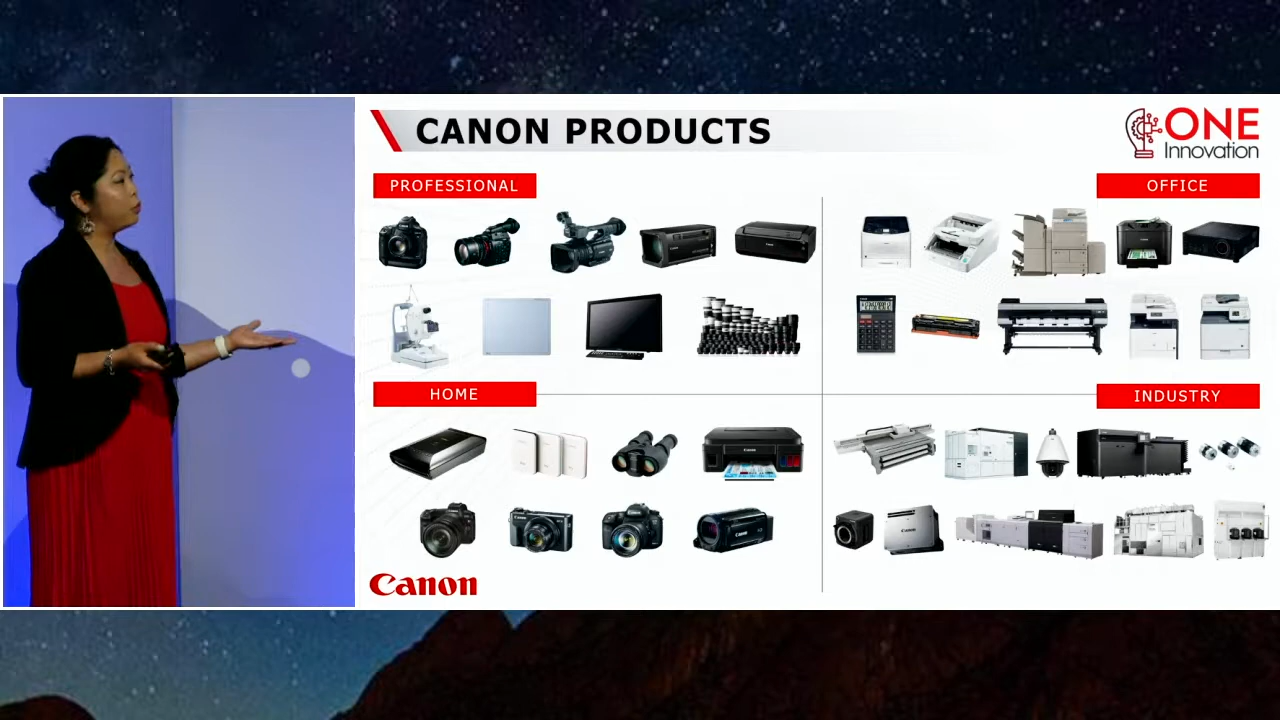 CANON PRODUCTS
ONE
Innovation
PROFESSIONAL
OFFICE
HOME
INDUSTRY
Canon